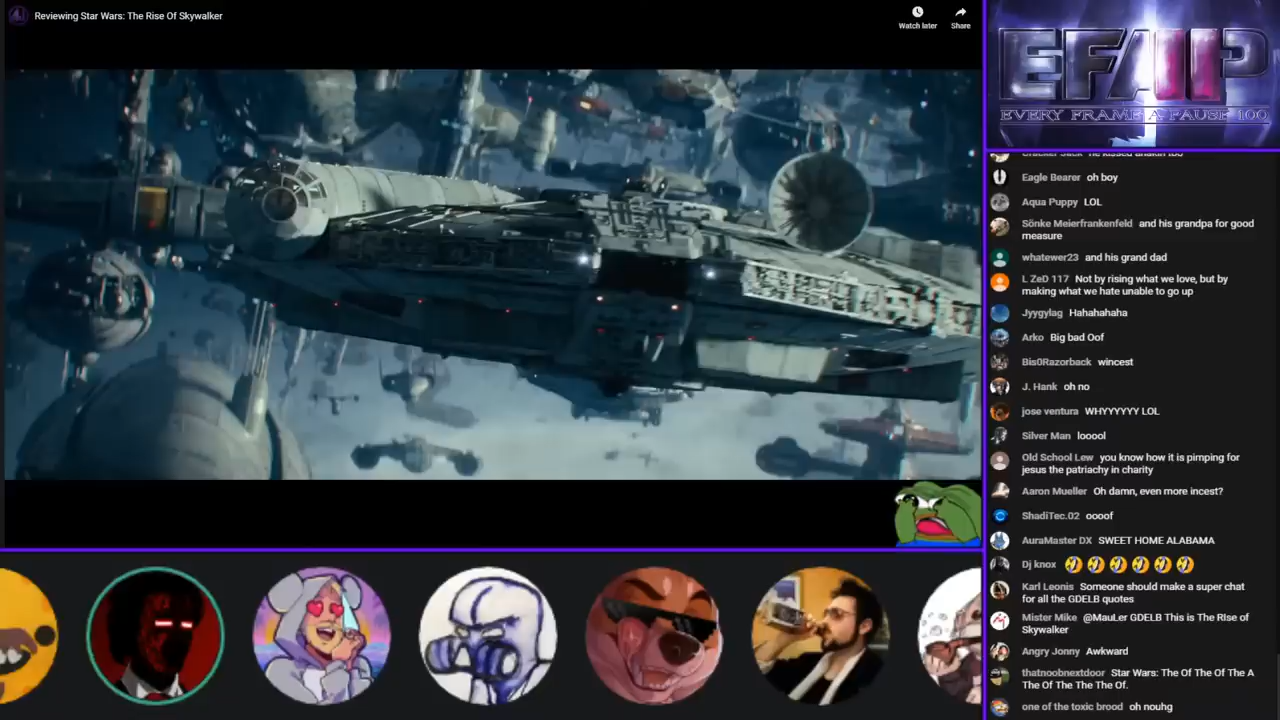 Reviewing Star Wars: The Rise Of Skywalker
Watch later
Share
EFAP
EVERY FRAME A PAUSE 100
Eagle Bearer oh boy
Aqua Puppy LOL
Sönke Meierfrankenfeld and his grandpa for good
measure
whatewer23 and his grand dad
L ZeD 117 Not by rising what we love, but by
making what we hate unable to go up
Jyygylag Hahahahaha
Arko Big bad Oof
Bis0Razorback wincest
J. Hank oh no
jose ventura WHYYYYYY LOL
Silver Man looool
Old School Lew you know how it is pimping for
jesus the patriachy in charity
Aaron Mueller Oh damn, even more incest?
ShadiTec.02 oooof
AuraMaster DX SWEET HOME ALABAMA
Dj knox 🤣🤣🤣🤣🤣🤣
Karl Leonis Someone should make a super chat
for all the GDELB quotes
Mister Mike @MauLer GDELB This is The RIse of
Skywalker
Angry Jonny Awkward
thatnoobnextdoor Star Wars: The Of The Of The A
The Of The The The Of.
one of the toxic brood oh nouhg